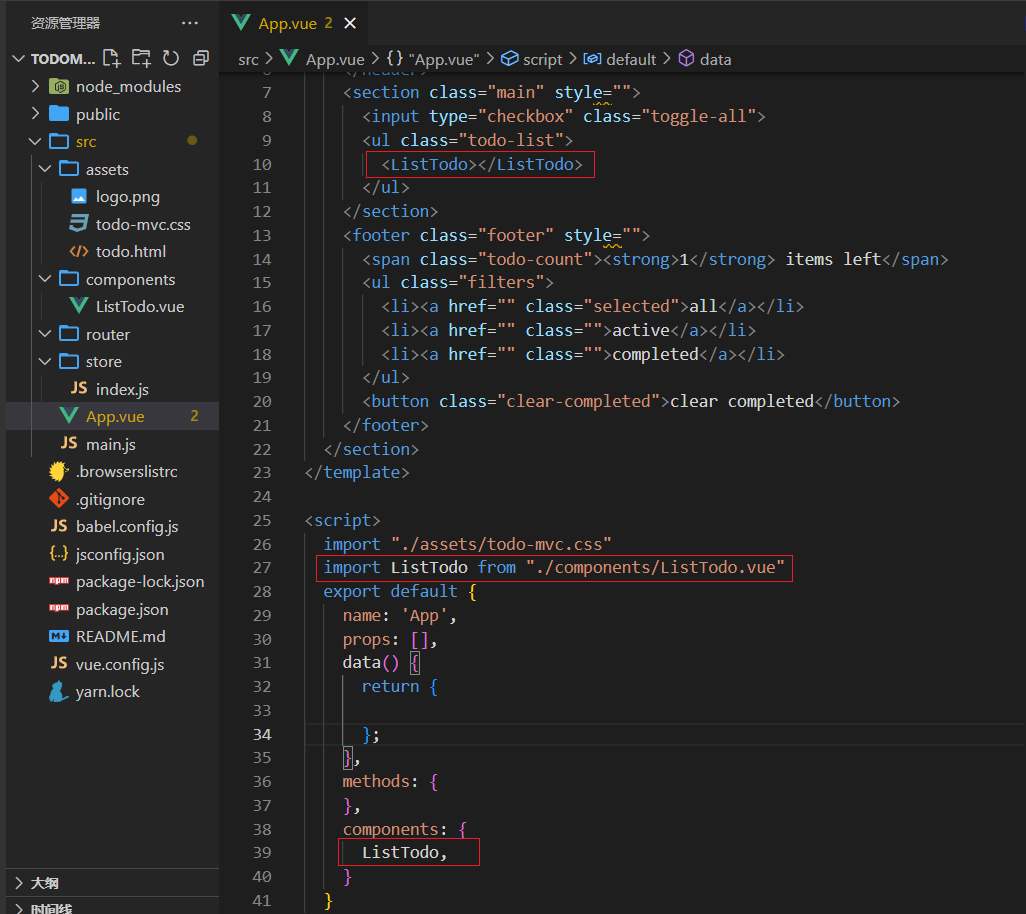 资源管理器 ···
TODOM...
node_modules
public
src
assets
logo.png
todo-mvc.css
todo.html
components
ListTodo.vue
router
store
JS index.js
App.vue 2
JS main.js
.browserslistrc
.gitignore
JS babel.config.js
{..} jsconfig.json
npm package-lock.json
npm package.json
M↓ README.md
JS vue.config.js
yarn.lock
大纲
时间线
App.vue 2 ×
src > App.vue > {} "App.vue" > script > default > data
6 </header>
7 <section class="main" style="">
8 <input type="checkbox" class="toggle-all">
9 <ul class="todo-list">
10 <ListTodo></ListTodo>
11 </ul>
12 </section>
13 <footer class="footer" style="">
14 <span class="todo-count"><strong>1</strong> items left</span>
15 <ul class="filters">
16 <li><a href="" class="selected">all</a></li>
17 <li><a href="" class="">active</a></li>
18 <li><a href="" class="">completed</a></li>
19 </ul>
20 <button class="clear-completed">clear completed</button>
21 </footer>
22 </section>
23 </template>
24
25 <script>
26 import "./assets/todo-mvc.css"
27 import ListTodo from "./components/ListTodo.vue"
28 export default {
29 name: 'App',
30 props: [],
31 data() {
32 return {
33
34 };
35 },
36 methods: {
37 },
38 components: {
39 ListTodo,
40 }
41 }